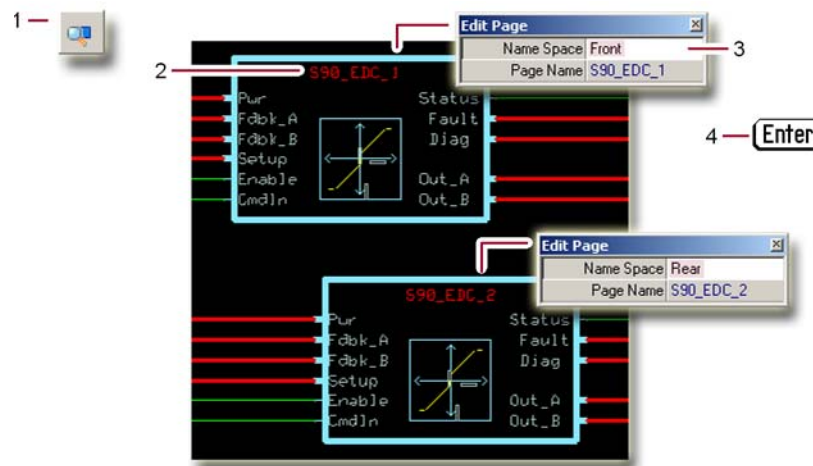 1
Edit Page
Name Space Front
3
Page Name S90_EDC_1
2
S90_EDC_1
Pwr
Status
Fdbk_A
Fault
Fdbk_B
Diag
4
Enter
Setup
Enable
Out_A
CmdIn
Out_B
Edit Page
Name Space Rear
Page Name S90_EDC_2
S90_EDC_2
Pwr
Status
Fdbk_A
Fault
Fdbk_B
Diag
Setup
Enable
Out_A
CmdIn
Out_B